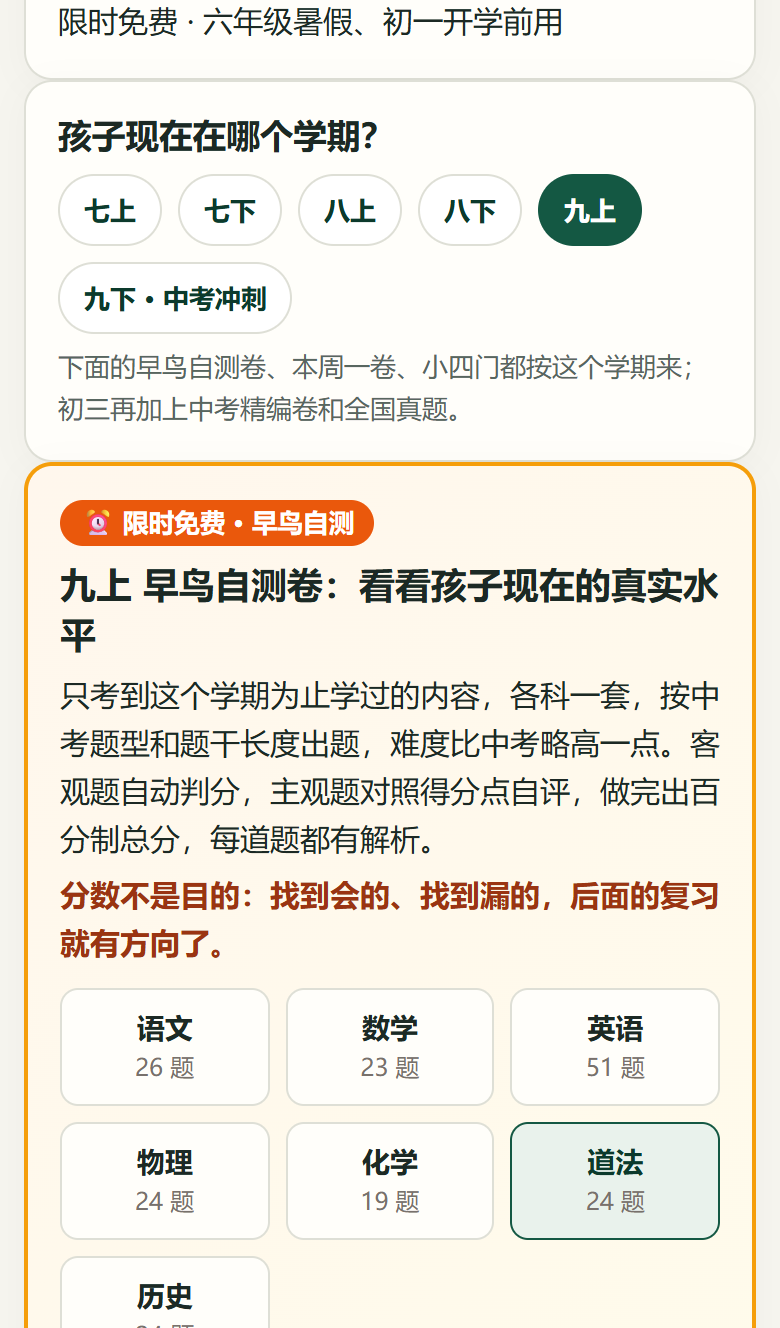 限时免费 · 六年级暑假、初一开学前用
孩子现在在哪个学期？
七上
七下
八上
八下
九上
九下 · 中考冲刺
下面的早鸟自测卷、本周一卷、小四门都按这个学期来；
初三再加上中考精编卷和全国真题。
限时免费 · 早鸟自测
九上 早鸟自测卷：看看孩子现在的真实水
平
只考到这个学期为止学过的内容，各科一套，按中
考题型和题干长度出题，难度比中考略高一点。客
观题自动判分，主观题对照得分点自评，做完出百
分制总分，每道题都有解析。
分数不是目的：找到会的、找到漏的，后面的复习
就有方向了。
语文
26 题
数学
23 题
英语
51 题
物理
24 题
化学
19 题
道法
24 题
历史